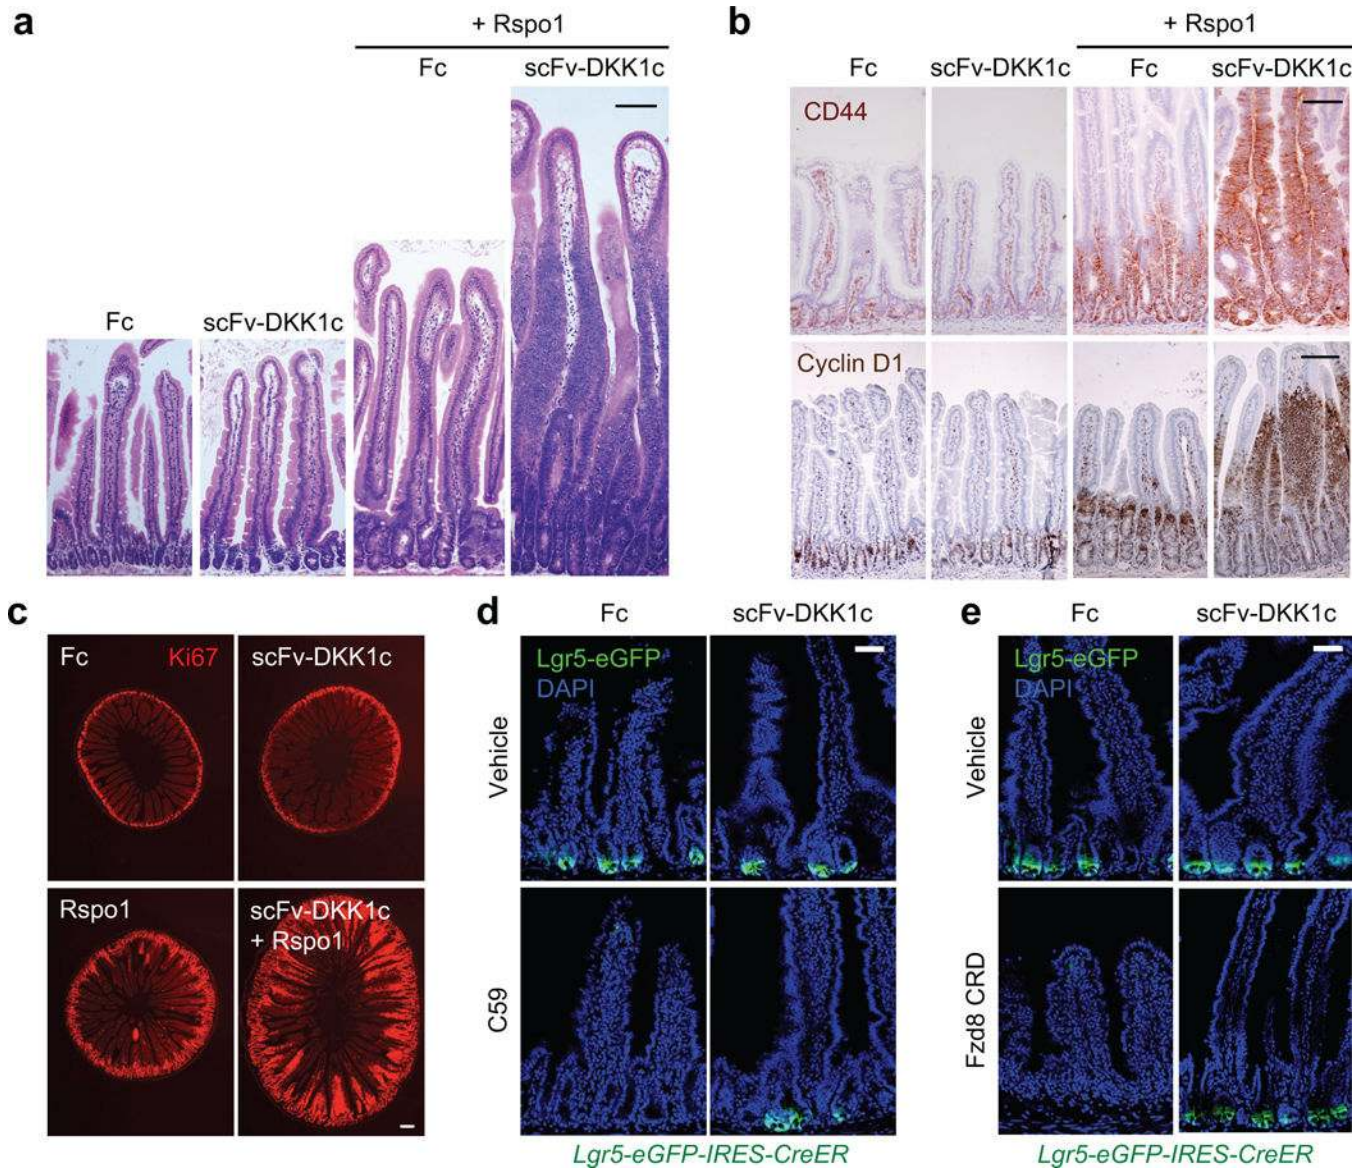 a
+ Rspo1
Fc
scFv-DKK1c
Fc
scFv-DKK1c
b
+ Rspo1
Fc
scFv-DKK1c
Fc
scFv-DKK1c
CD44
Cyclin D1
c
Fc
Ki67
scFv-DKK1c
Rspo1
scFv-DKK1c
+ Rspo1
d
Fc
scFv-DKK1c
Vehicle
Lgr5-eGFP
DAPI
C59
Lgr5-eGFP-IRES-CreER
e
Fc
scFv-DKK1c
Vehicle
Lgr5-eGFP
DAPI
Fzd8 CRD
Lgr5-eGFP-IRES-CreER